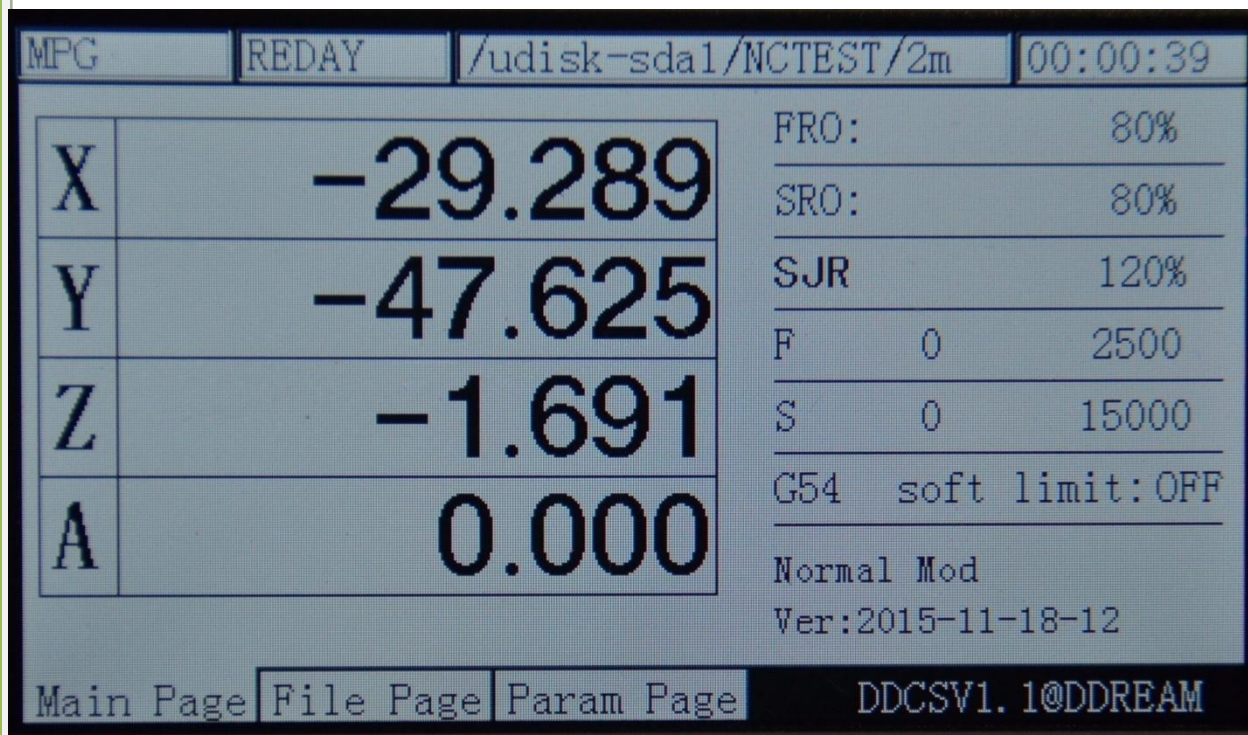 MPG REDAY /udisk-sda1/NCTEST/2m 00:00:39
X -29.289
Y -47.625
Z -1.691
A 0.000
FRO: 80%
SRO: 80%
SJR 120%
F 0 2500
S 0 15000
G54 soft limit:OFF
Normal Mod
Ver:2015-11-18-12
Main Page File Page Param Page DDCSV1.1@DDREAM